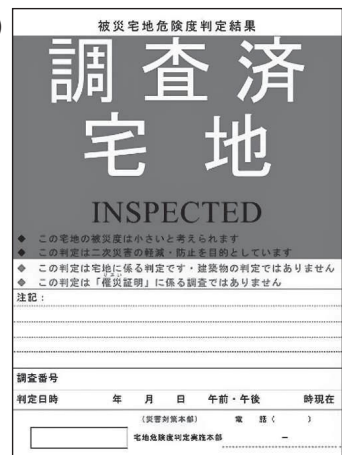 )
被災宅地危険度判定結果
調査済
宅地
INSPECTED
◆ この宅地の被災度は小さいと考えられます
◆ この判定は二次災害の軽減・防止を目的としています
◆ この判定は宅地に係る判定です・建築物の判定ではありません
◆ この判定は「罹災証明」に係る調査ではありません
注記：
調査番号
判定日時 年 月 日 午前・午後 時現在
(災害対策本部) 電 話 ( )
宅地危険度判定実施本部 －